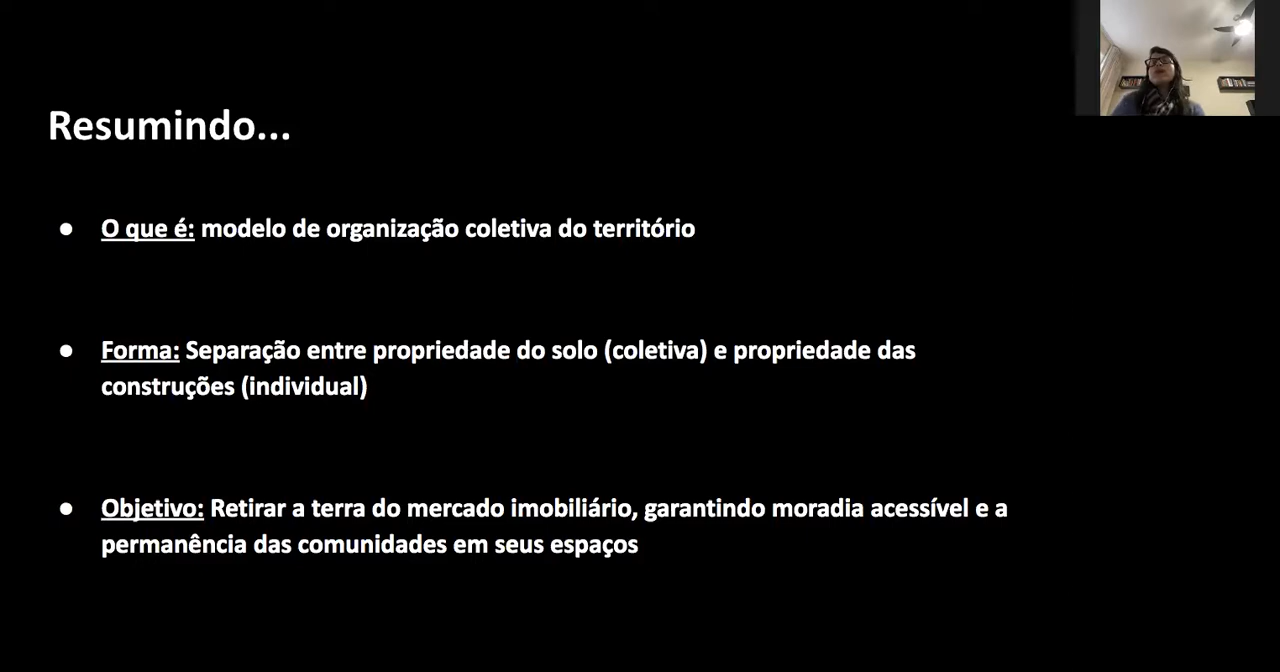 Resumindo...
● O que é: modelo de organização coletiva do território
● Forma: Separação entre propriedade do solo (coletiva) e propriedade das
construções (individual)
● Objetivo: Retirar a terra do mercado imobiliário, garantindo moradia acessível e a
permanência das comunidades em seus espaços